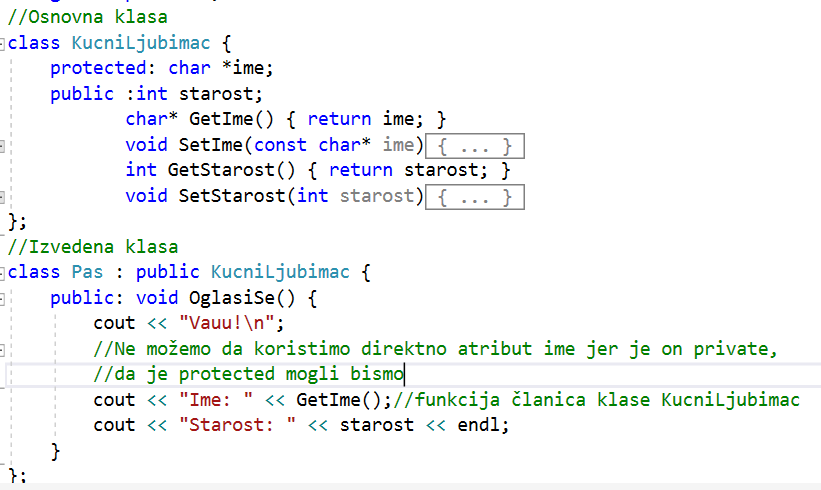 //Osnovna klasa
class KucniLjubimac {
protected: char *ime;
public :int starost;
char* GetIme() { return ime; }
void SetIme(const char* ime){ ... }
int GetStarost() { return starost; }
void SetStarost(int starost){ ... }
};
//Izvedena klasa
class Pas : public KucniLjubimac {
public: void OglasiSe() {
cout << "Vauu!\n";
//Ne možemo da koristimo direktno atribut ime jer je on private,
//da je protected mogli bismo
cout << "Ime: " << GetIme();//funkcija članica klase KucniLjubimac
cout << "Starost: " << starost << endl;
}
};